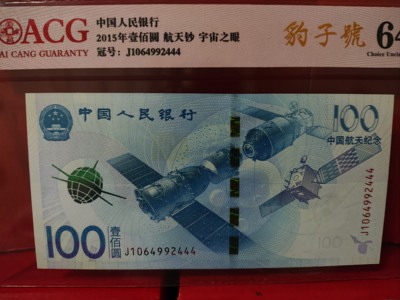 ACG
AI CANG GUARANTY
中国人民银行
2015年壹佰圆 航天钞 宇宙之眼
冠号: J1064992444
豹子號
64
Choice Unci
中国人民银行
100
中国航天纪念
J1064992444
100
壹佰圆
J1064992444